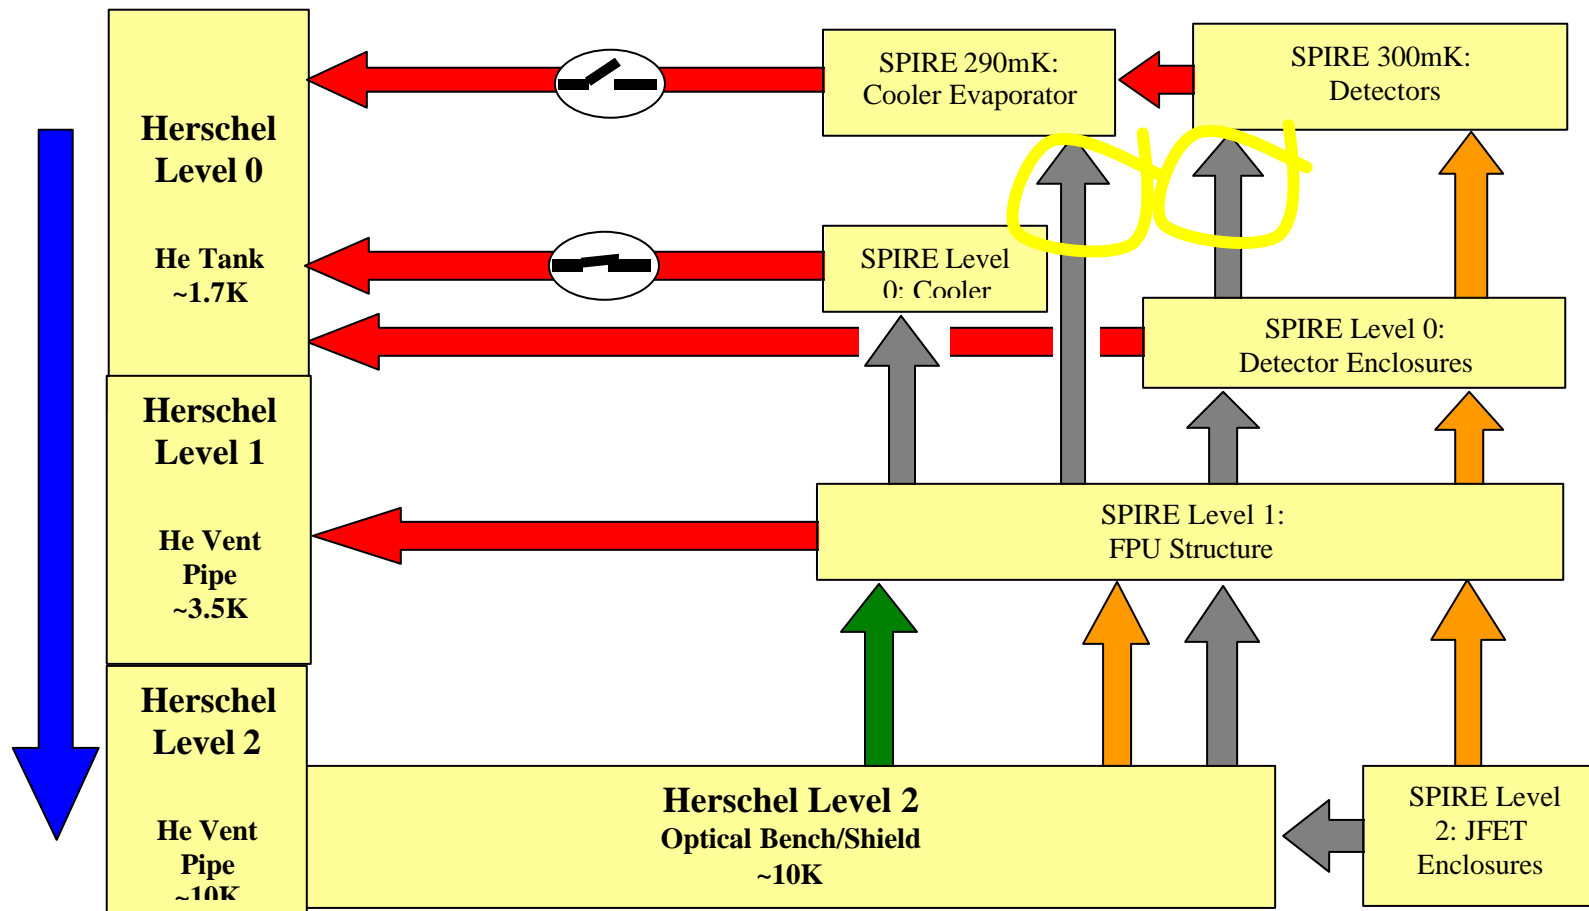 Herschel
Level 0
He Tank
~1.7K
Herschel
Level 1
He Vent
Pipe
~3.5K
Herschel
Level 2
He Vent
Pipe
~10K
SPIRE 290mK:
Cooler Evaporator
SPIRE 300mK:
Detectors
SPIRE Level
0: Cooler
SPIRE Level 0:
Detector Enclosures
SPIRE Level 1:
FPU Structure
Herschel Level 2
Optical Bench/Shield
~10K
SPIRE Level
2: JFET
Enclosures